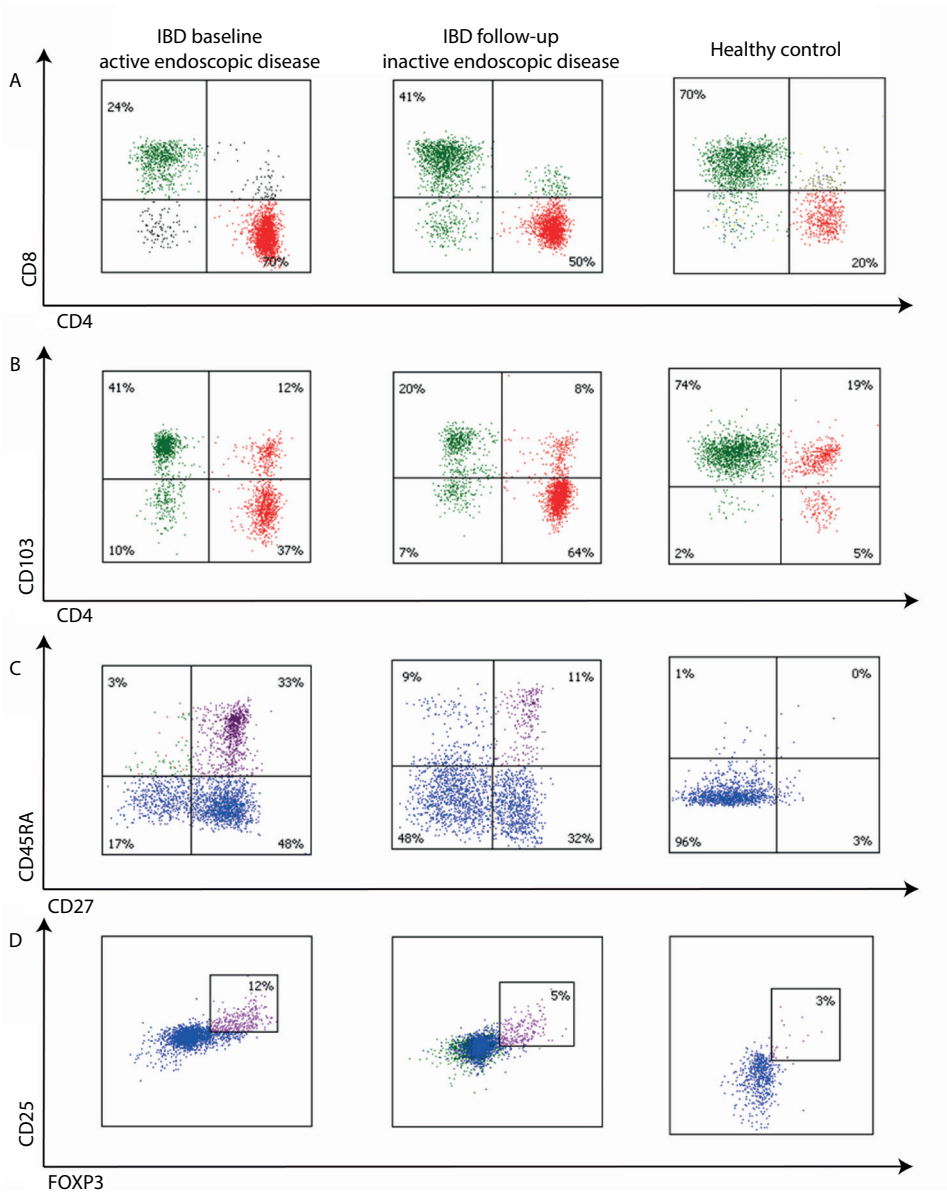 IBD baseline
active endoscopic disease
IBD follow-up
inactive endoscopic disease
Healthy control
A
24%
70%
41%
50%
70%
20%
CD8
CD4
B
41%
12%
10%
37%
20%
8%
7%
64%
74%
19%
2%
5%
CD103
CD4
C
3%
33%
17%
48%
9%
11%
48%
32%
1%
0%
96%
3%
CD45RA
CD27
D
12%
5%
3%
CD25
FOXP3